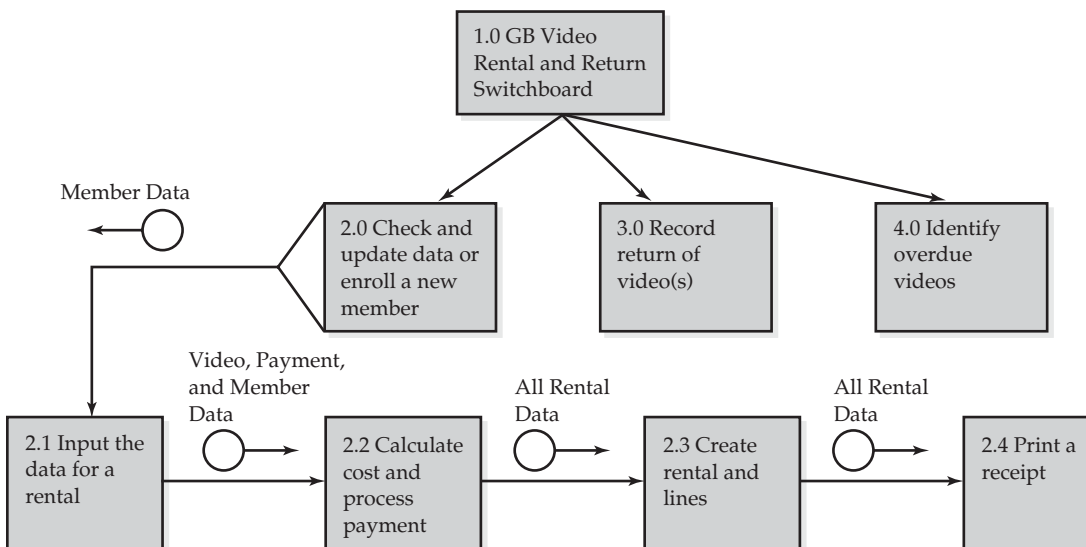 1.0 GB Video
Rental and Return
Switchboard
Member Data
2.0 Check and
update data or
enroll a new
member
3.0 Record
return of
video(s)
4.0 Identify
overdue
videos
Video, Payment,
and Member
Data
All Rental
Data
All Rental
Data
2.1 Input the
data for a
rental
2.2 Calculate
cost and
process
payment
2.3 Create
rental and
lines
2.4 Print a
receipt